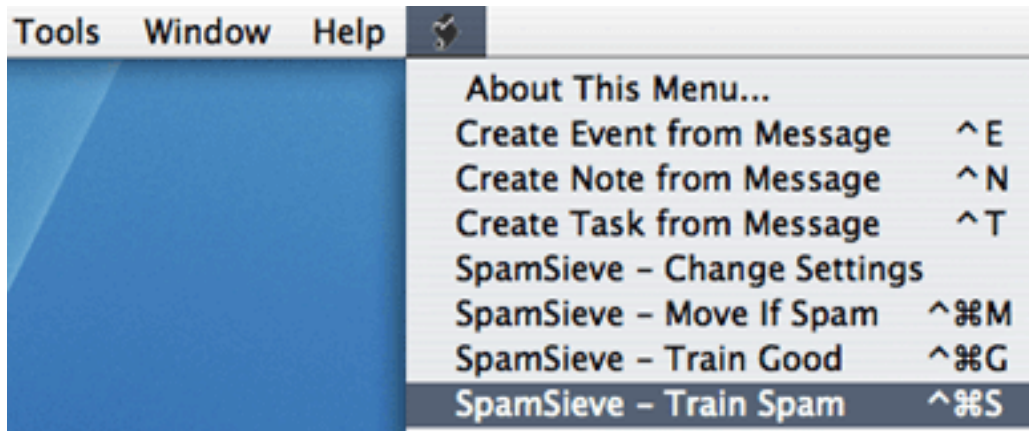 Tools Window Help
About This Menu...
Create Event from Message ^E
Create Note from Message ^N
Create Task from Message ^T
SpamSieve – Change Settings
SpamSieve – Move If Spam ^⌘M
SpamSieve – Train Good ^⌘G
SpamSieve – Train Spam ^⌘S